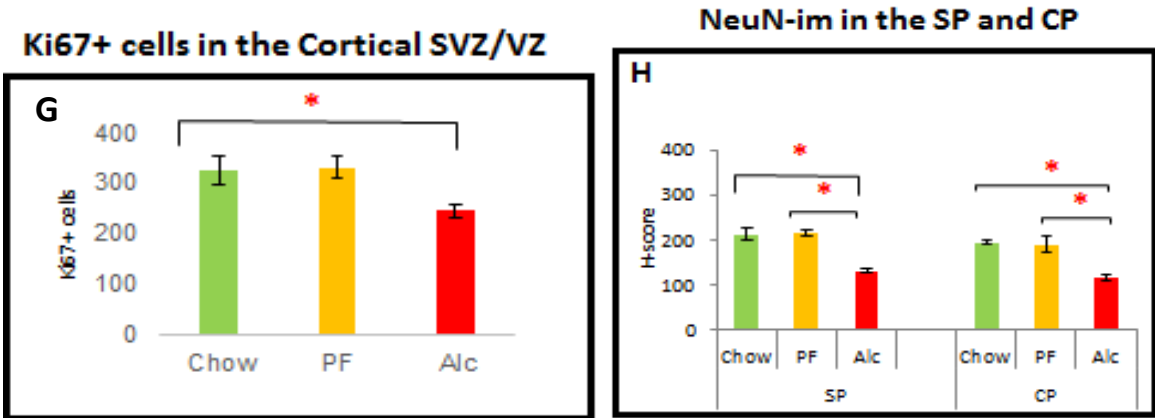 Ki67+ cells in the Cortical SVZ/VZ
G
*
400
300
200
100
0
Ki67+ cells
Chow PF Alc
NeuN-im in the SP and CP
H
* * * *
400
300
200
100
0
H-score
Chow PF Alc Chow PF Alc
SP CP